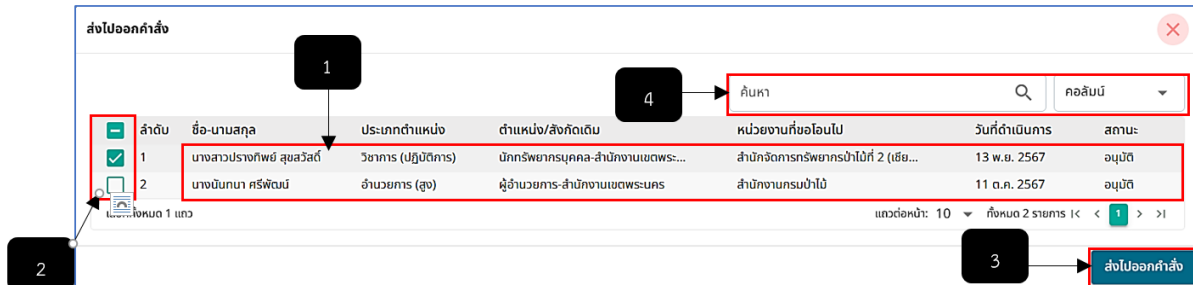 ส่งไปออกคำสั่ง
1
4
ค้นหา
คอลัมน์
ลำดับ ชื่อ-นามสกุล ประเภทตำแหน่ง ตำแหน่ง/สังกัดเดิม หน่วยงานที่ขอโอนไป วันที่ดำเนินการ สถานะ
1 นางสาวปรางทิพย์ สุขสวัสดิ์ วิชาการ (ปฏิบัติการ) นักทรัพยากรบุคคล-สำนักงานเขตพระ... สำนักจัดการทรัพยากรป่าไม้ที่ 2 (เชีย... 13 พ.ย. 2567 อนุมัติ
2 นางนันทนา ศรีพัฒน์ อำนวยการ (สูง) ผู้อำนวยการ-สำนักงานเขตพระนคร สำนักงานกรมป่าไม้ 11 ต.ค. 2567 อนุมัติ
ทั้งหมด 1 แถว แถวต่อหน้า: 10 ทั้งหมด 2 รายการ |< < 1 > >|
2
3
ส่งไปออกคำสั่ง